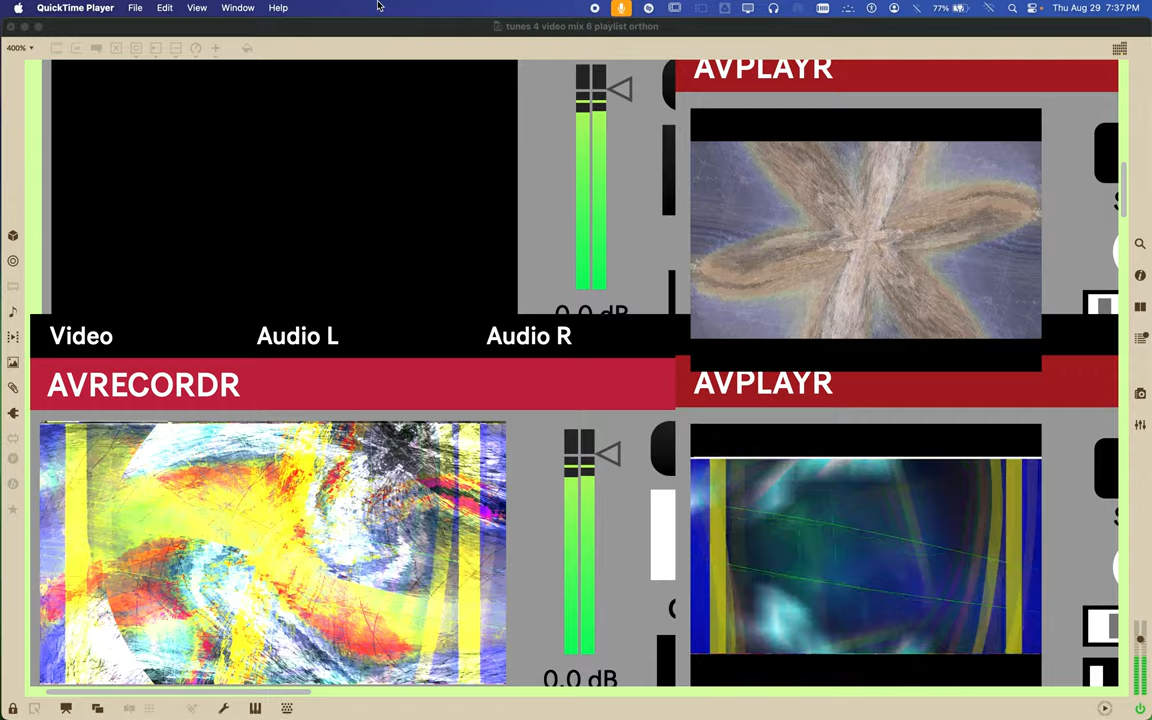 QuickTime Player File Edit View Window Help 77% Thu Aug 29 7:37 PM
tunes 4 video mix 6 playlist orthon
400%
AVPLAYR
0.0 dB
Video Audio L Audio R
AVRECORDR
AVPLAYR
0.0 dB